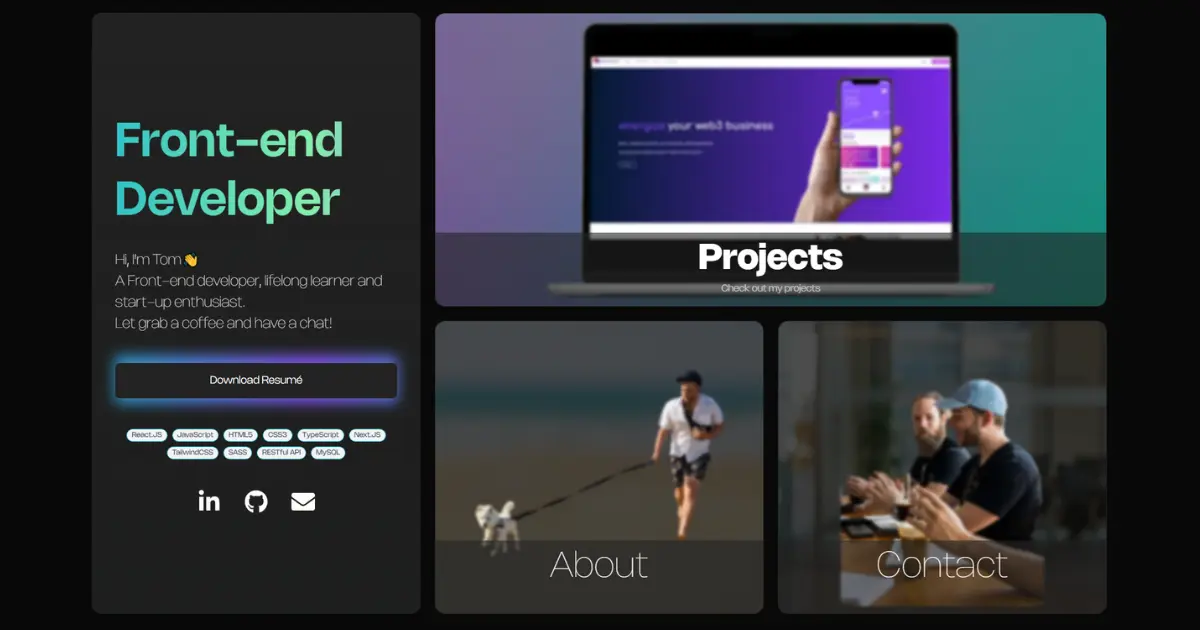 Front-end
Developer
Hi, I'm Tom 👋
A Front-end developer, lifelong learner and
start-up enthusiast.
Let grab a coffee and have a chat!
Download Resumé
React.JS JavaScript HTML5 CSS3 TypeScript Next.JS
TailwindCSS SASS RESTful API MySQL
in
your web3 business
Projects
Check out my projects
About
Contact